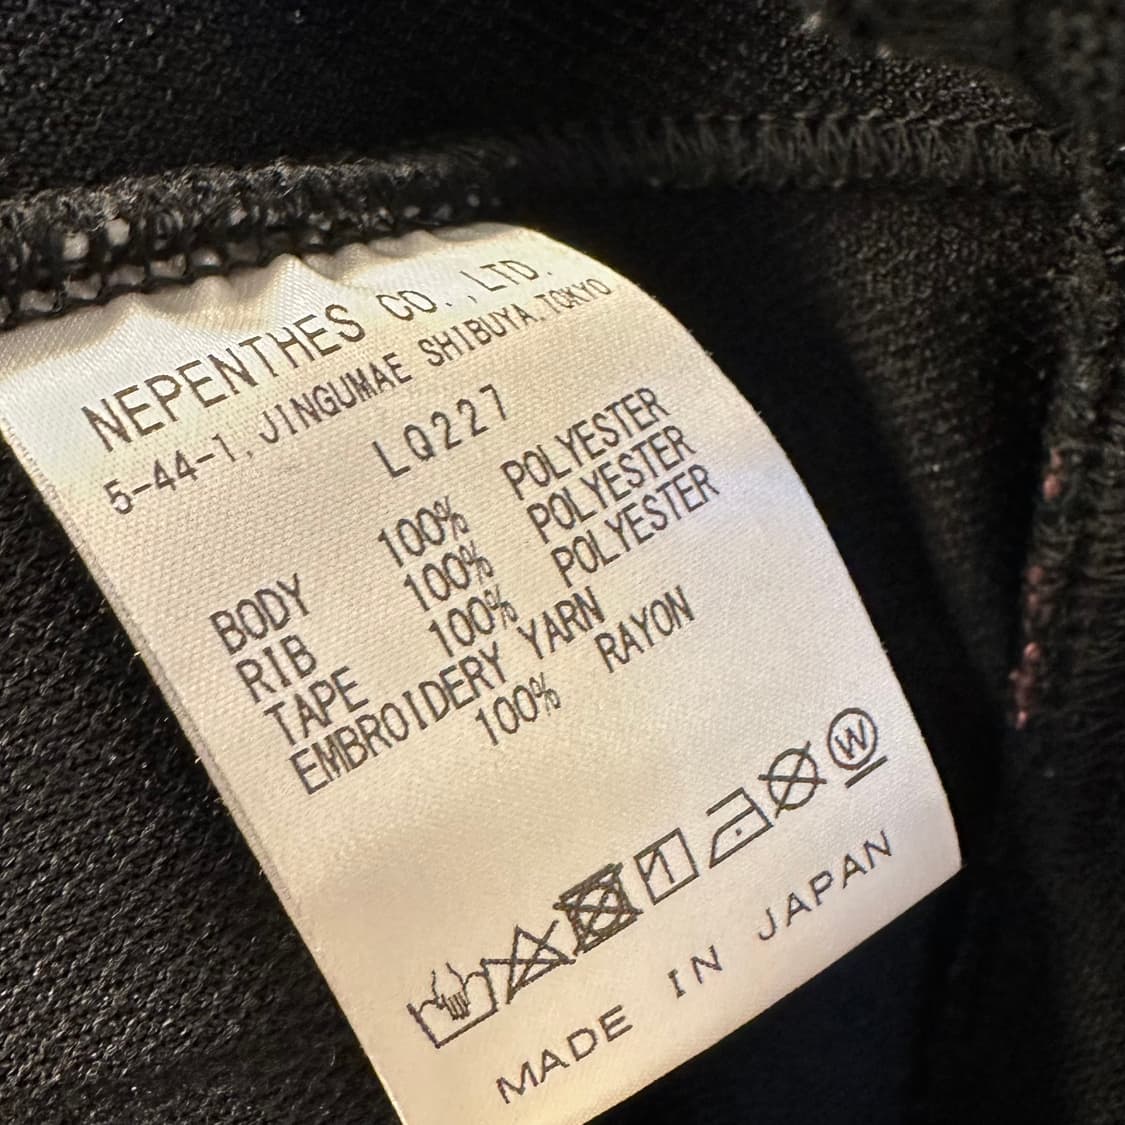 NEPENTHES CO.,LTD.
5-44-1, JINGUMAE SHIBUYA, TOKYO
LQ227
BODY 100% POLYESTER
RIB 100% POLYESTER
TAPE 100% POLYESTER
EMBROIDERY YARN
100% RAYON
W
MADE IN JAPAN